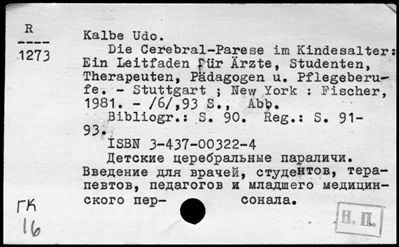 R
1273
Kalbe Udo.
Die Cerebral-Parese im Kindesalter:
Ein Leitfaden für Ärzte, Studenten,
Therapeuten, Pädagogen u. Pflegeberu-
fe. - Stuttgart ; New York : Fischer,
1981. - /6/,93 S., Abb.
Bibliogr.: S. 90. Reg.: S. 91-
93.
ISBN 3-437-00322-4
Детские церебральные параличи.
Введение для врачей, студентов, тера-
певтов, педагогов и младшего медицин-
ского пер- сонала.
ГК
16
Н. П.